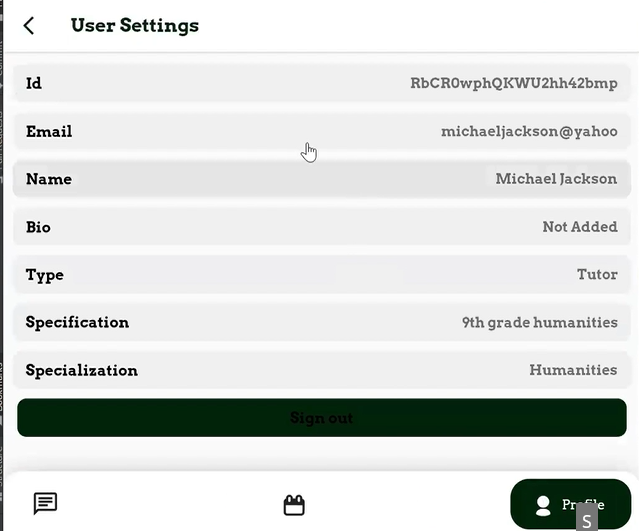 User Settings
Id RbCR0wphQKWU2hh42bmp
Email michaeljackson@yahoo
Name Michael Jackson
Bio Not Added
Type Tutor
Specification 9th grade humanities
Specialization Humanities
Sign out
Profile
S